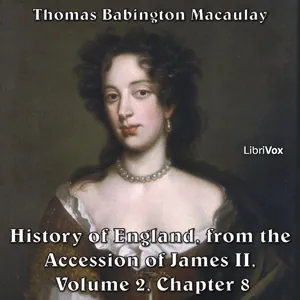 Thomas Babington Macaulay
LibriVox
History of England, from the
Accession of James II,
Volume 2, Chapter 8